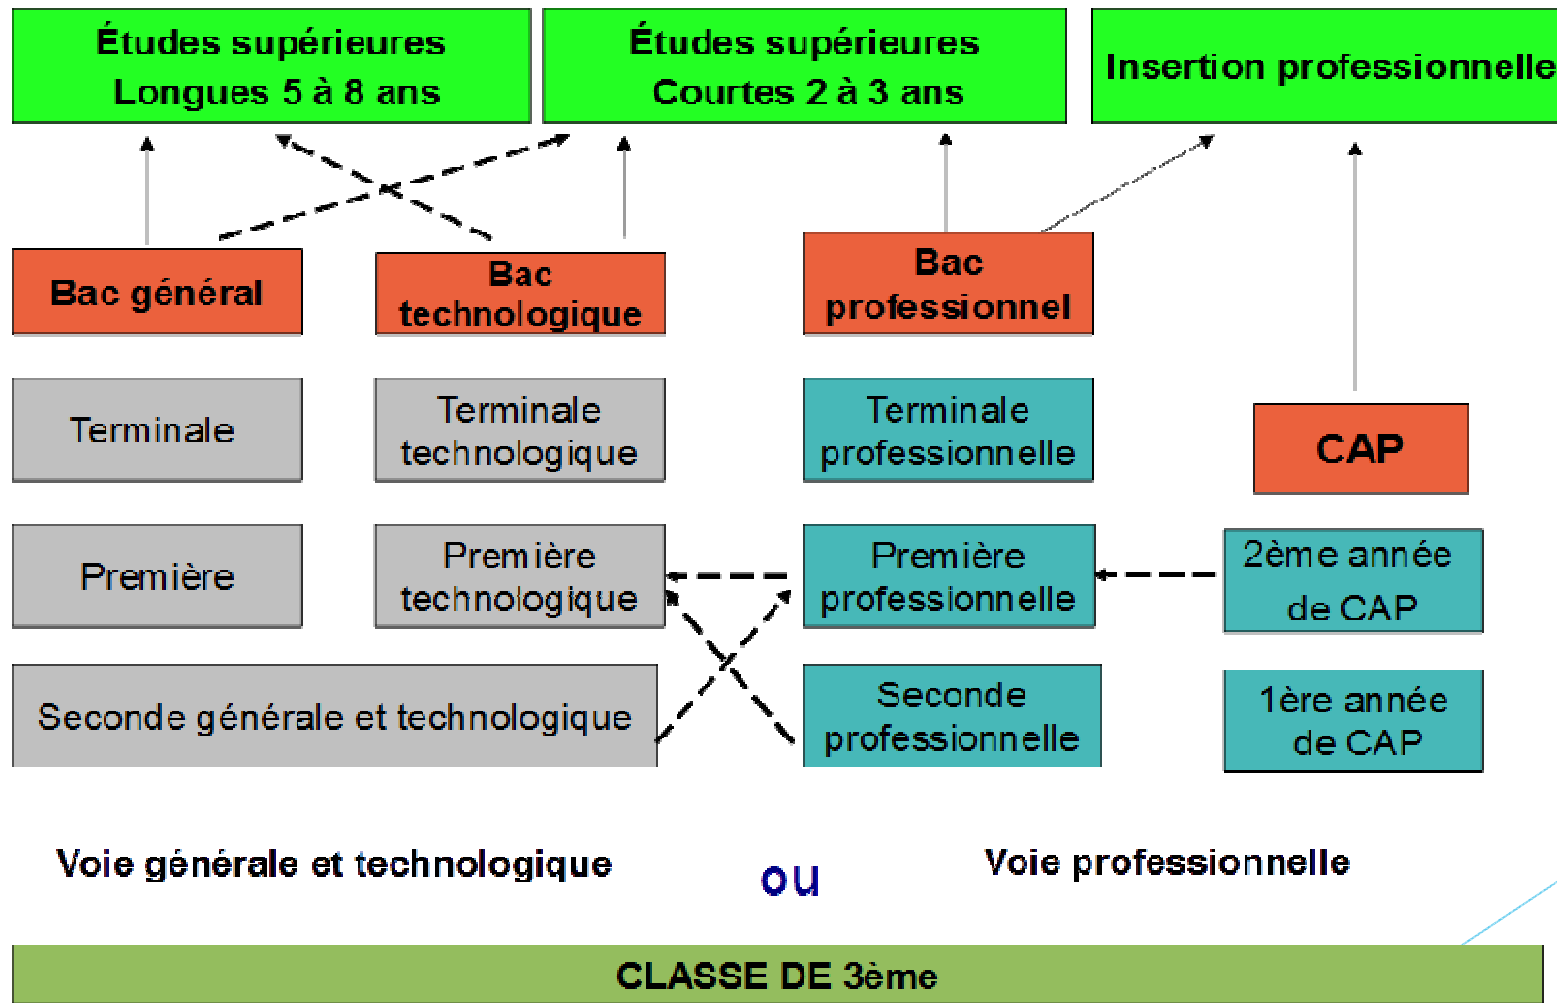 Études supérieures
Longues 5 à 8 ans
Études supérieures
Courtes 2 à 3 ans
Insertion professionnelle
Bac général
Bac
technologique
Bac
professionnel
Terminale
Terminale
technologique
Terminale
professionnelle
CAP
Première
Première
technologique
Première
professionnelle
2ème année
de CAP
Seconde générale et technologique
Seconde
professionnelle
1ère année
de CAP
Voie générale et technologique
ou
Voie professionnelle
CLASSE DE 3ème